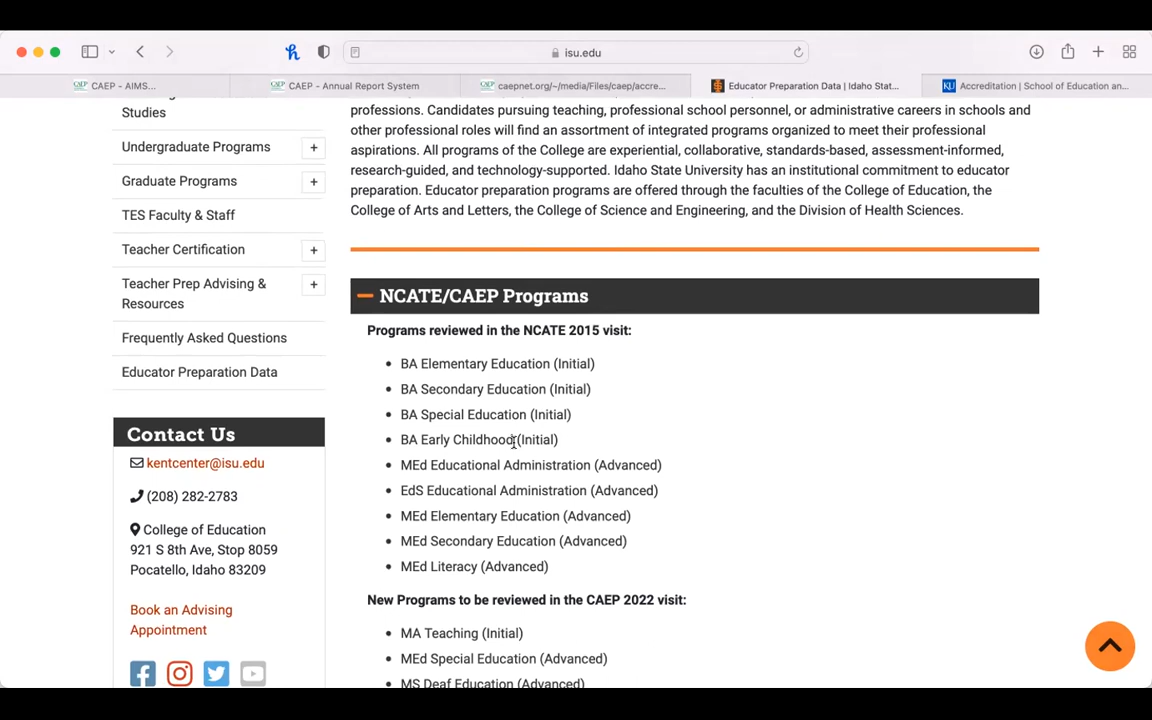 isu.edu
CAEP - AIMS...
CAEP - Annual Report System
caepnet.org/~/media/Files/caep/accre...
Educator Preparation Data | Idaho Stat...
KU
Accreditation | School of Education an...
Studies
Undergraduate Programs
Graduate Programs
TES Faculty & Staff
Teacher Certification
Teacher Prep Advising &
Resources
Frequently Asked Questions
Educator Preparation Data
Contact Us
kentcenter@isu.edu
(208) 282-2783
College of Education
921 S 8th Ave, Stop 8059
Pocatello, Idaho 83209
Book an Advising
Appointment
professions. Candidates pursuing teaching, professional school personnel, or administrative careers in schools and
other professional roles will find an assortment of integrated programs organized to meet their professional
aspirations. All programs of the College are experiential, collaborative, standards-based, assessment-informed,
research-guided, and technology-supported. Idaho State University has an institutional commitment to educator
preparation. Educator preparation programs are offered through the faculties of the College of Education, the
College of Arts and Letters, the College of Science and Engineering, and the Division of Health Sciences.
NCATE/CAEP Programs
Programs reviewed in the NCATE 2015 visit:
BA Elementary Education (Initial)
BA Secondary Education (Initial)
BA Special Education (Initial)
BA Early Childhood (Initial)
MEd Educational Administration (Advanced)
EdS Educational Administration (Advanced)
MEd Elementary Education (Advanced)
MEd Secondary Education (Advanced)
MEd Literacy (Advanced)
New Programs to be reviewed in the CAEP 2022 visit:
MA Teaching (Initial)
MEd Special Education (Advanced)
MS Deaf Education (Advanced)